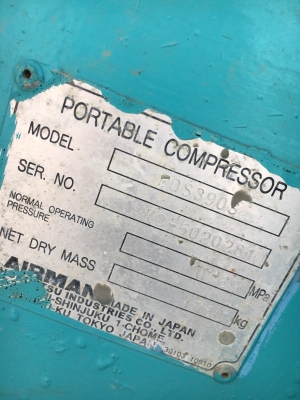 PORTABLE COMPRESSOR
MODEL PDS390S
SER. NO.
NORMAL OPERATING
PRESSURE MPa
NET DRY MASS kg
AIRMAN MADE IN JAPAN
INDUSTRIES CO., LTD.
SHINJUKU 1-CHOME
TOKYO JAPAN